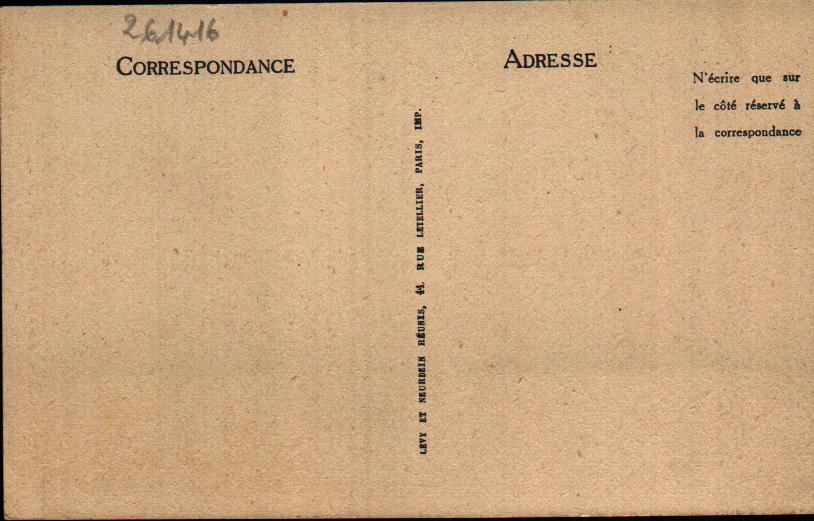 261416
CORRESPONDANCE
ADRESSE
N'écrire que sur
le côté réservé à
la correspondance
LEVY ET NEURDEIN RÉUNIS, 44, RUE LETELLIER, PARIS, IMP.